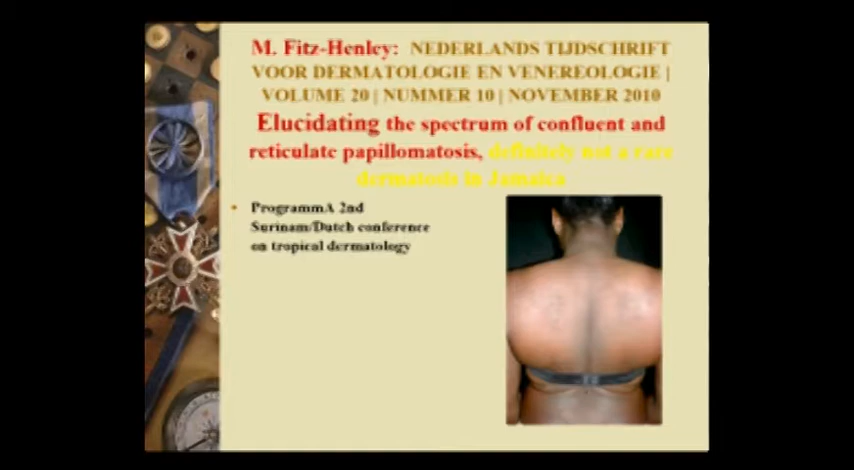 M. Fitz-Henley: NEDERLANDS TIJDSCHRIFT
VOOR DERMATOLOGIE EN VENEREOLOGIE |
VOLUME 20 | NUMMER 10 | NOVEMBER 2010
Elucidating the spectrum of confluent and
reticulate papillomatosis, definitely not a rare
dermatosis in Jamaica
• ProgrammA 2nd
Surinam/Dutch conference
on tropical dermatology